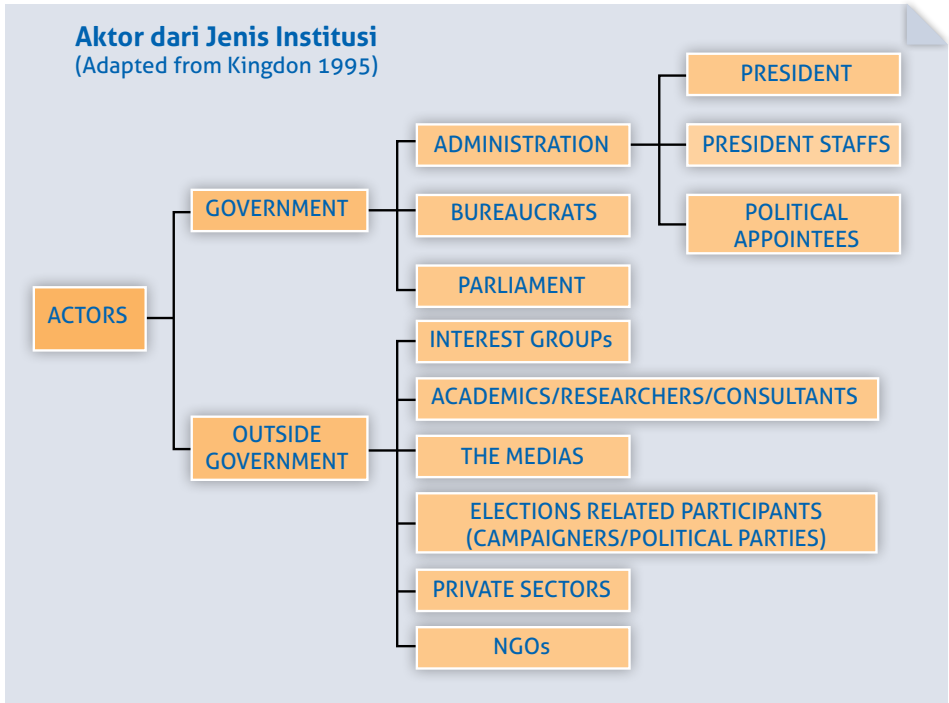 Aktor dari Jenis Institusi
(Adapted from Kingdon 1995)
ACTORS
GOVERNMENT
ADMINISTRATION
PRESIDENT
PRESIDENT STAFFS
POLITICAL
APPOINTEES
BUREAUCRATS
PARLIAMENT
OUTSIDE
GOVERNMENT
INTEREST GROUPs
ACADEMICS/RESEARCHERS/CONSULTANTS
THE MEDIAS
ELECTIONS RELATED PARTICIPANTS
(CAMPAIGNERS/POLITICAL PARTIES)
PRIVATE SECTORS
NGOs